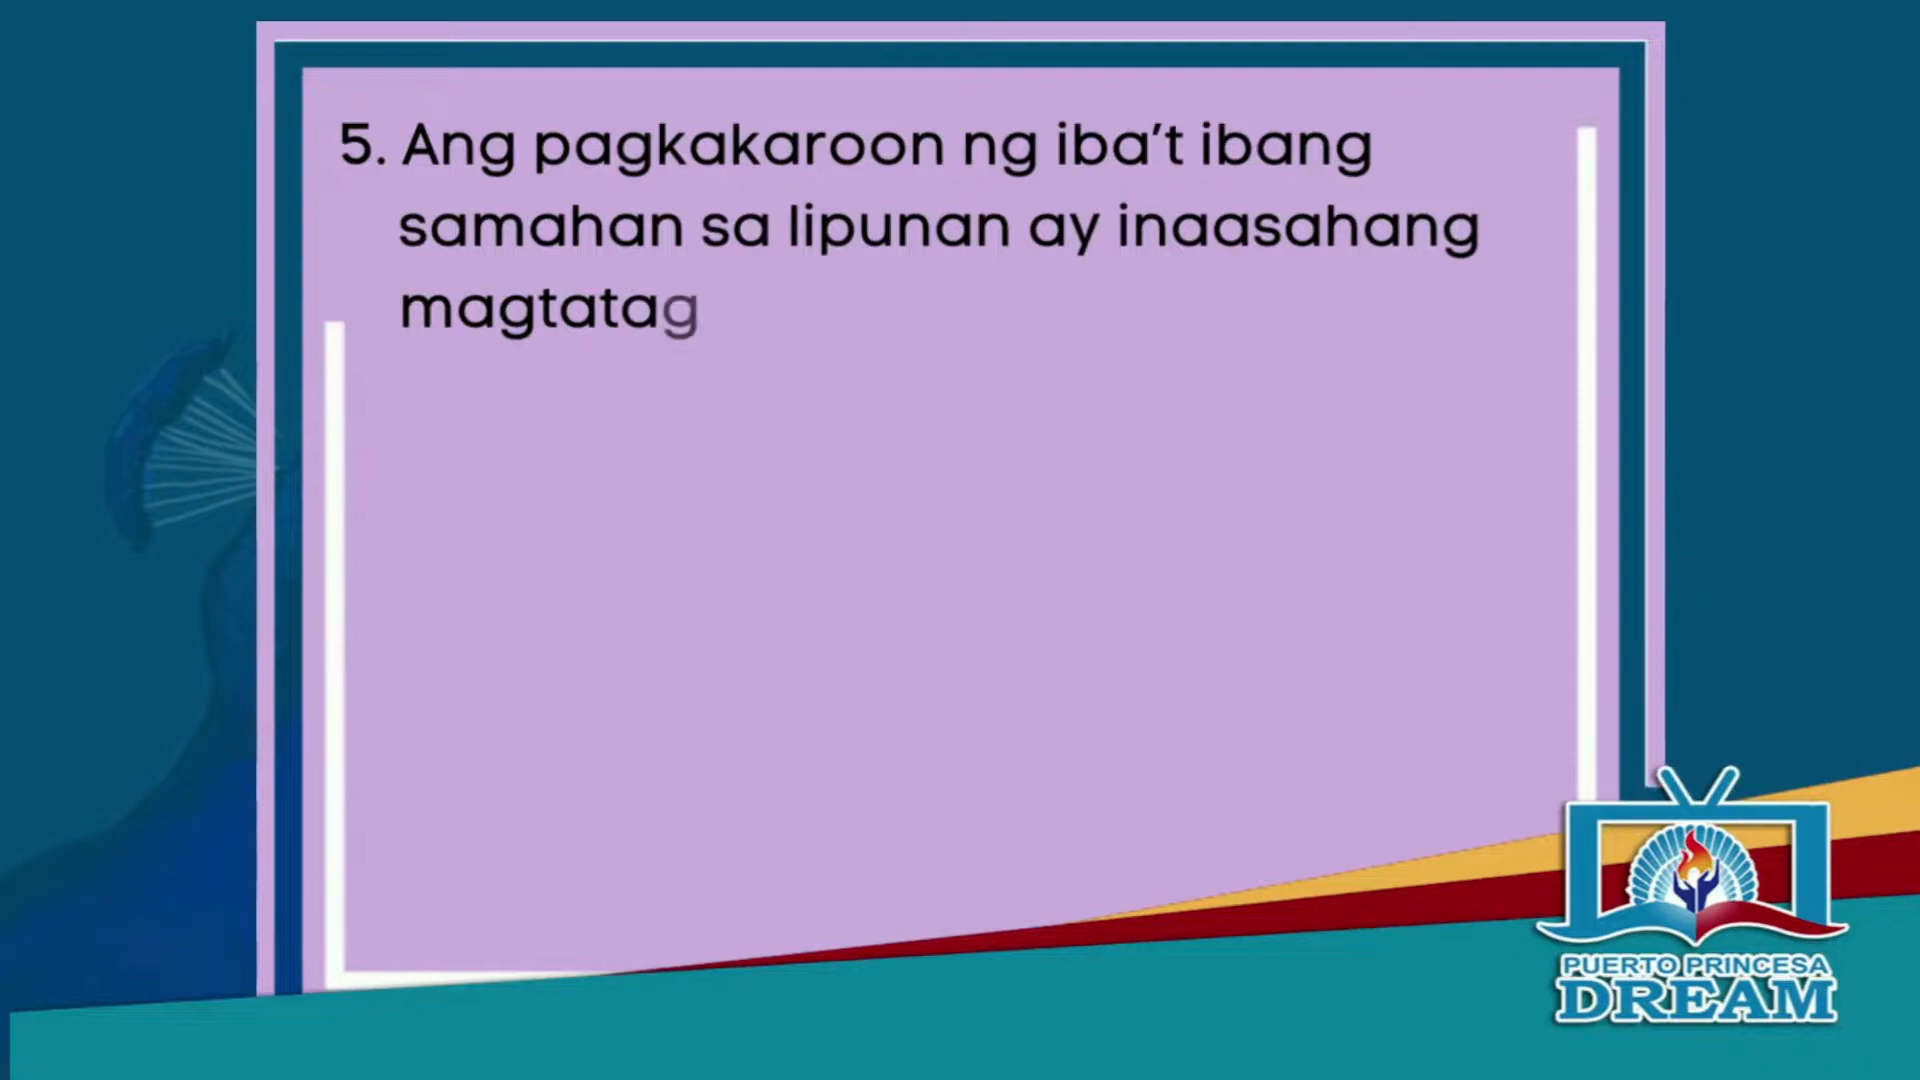 5. Ang pagkakaroon ng iba't ibang
samahan sa lipunan ay inaasahang
magtatag
PUERTO PRINCESA
DREAM